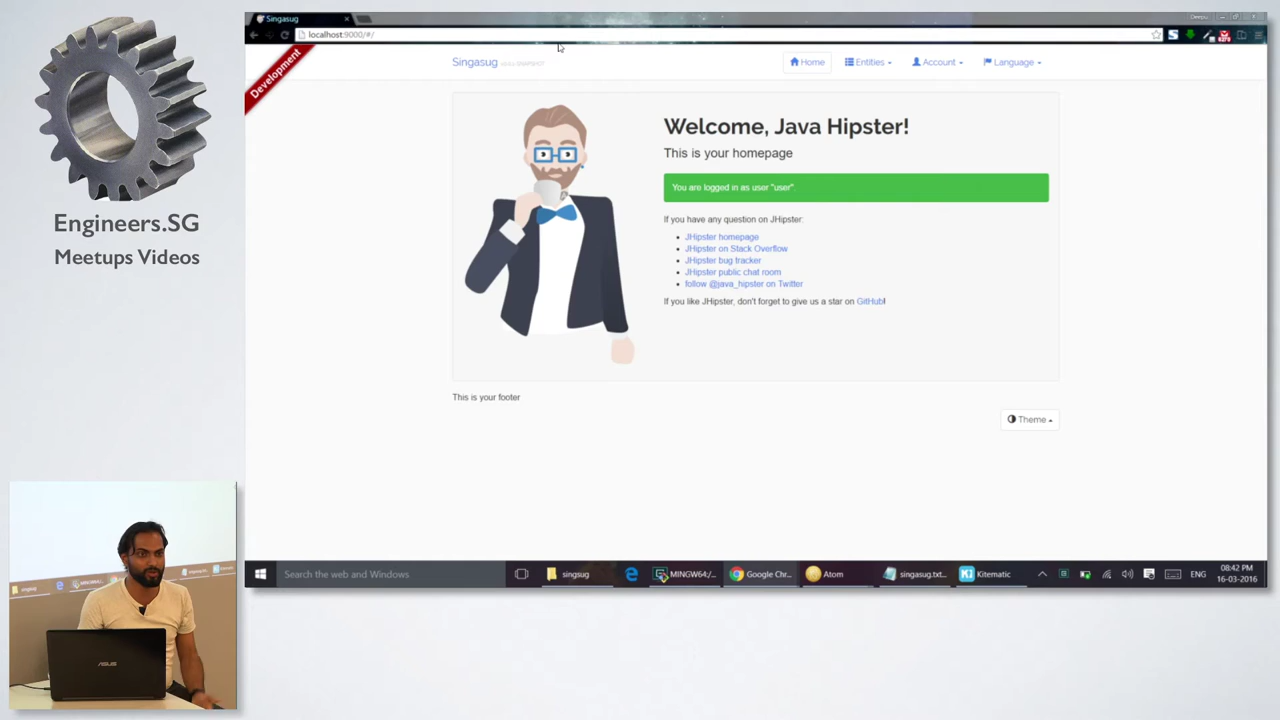 Engineers.SG
Meetups Videos
Singasug
Deepu
localhost:9000/#/
Development
Singasug
Home
Entities
Account
Language
Welcome, Java Hipster!
This is your homepage
You are logged in as user "user".
If you have any question on JHipster:
JHipster homepage
JHipster on Stack Overflow
JHipster bug tracker
JHipster public chat room
follow @java_hipster on Twitter
If you like JHipster, don't forget to give us a star on GitHub!
This is your footer
Theme
Search the web and Windows
singsug
MINGW64:/...
Google Chr...
Atom
singasug.txt...
Kitematic
ENG
08:42 PM
16-03-2016
ASUS